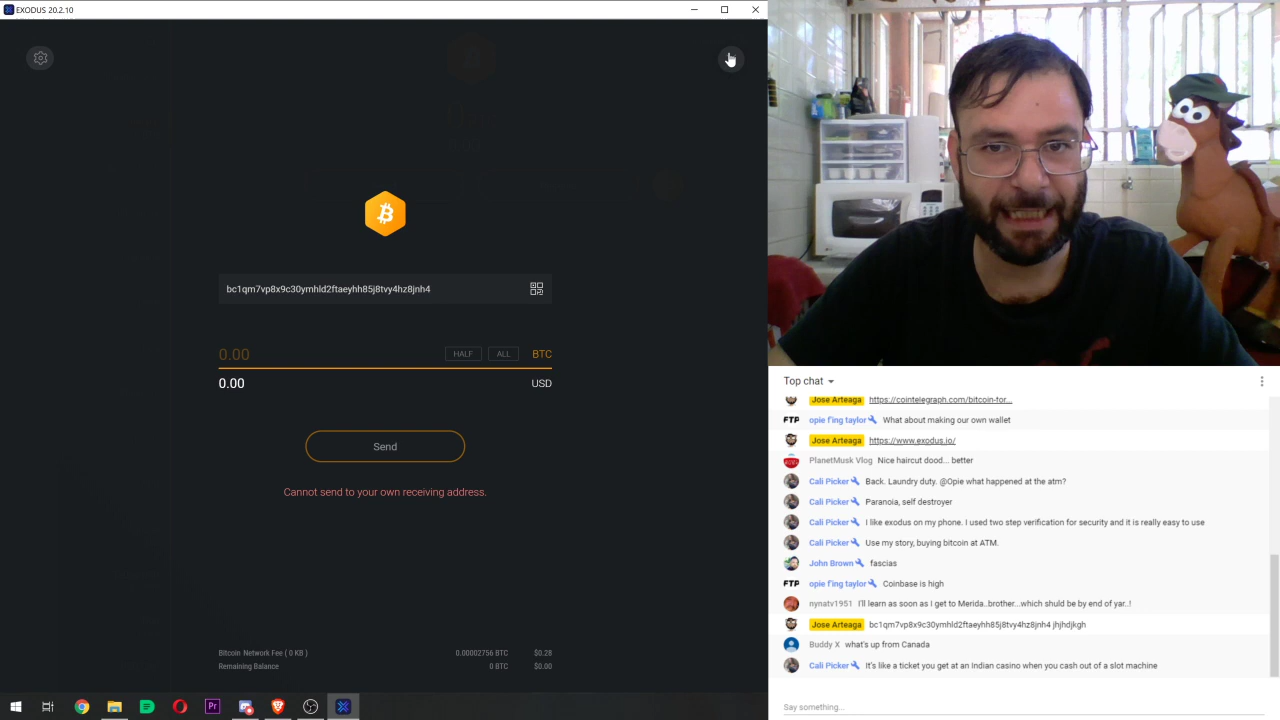 EXODUS 20.2.10
bc1qm7vp8x9c30ymhld2ftaeyhh85j8tvy4hz8jnh4
0.00 HALF ALL BTC
0.00 USD
Send
Cannot send to your own receiving address.
Bitcoin Network Fee ( 0 KB ) 0.00002756 BTC $0.28
Remaining Balance 0 BTC $0.00
Pr
Top chat
Jose Arteaga https://cointelegraph.com/bitcoin-for...
FTP opie f'ing taylor What about making our own wallet
Jose Arteaga https://www.exodus.io/
PlanetMusk Vlog Nice haircut dood... better
Cali Picker Back. Laundry duty. @Opie what happened at the atm?
Cali Picker Paranoia, self destroyer
Cali Picker I like exodus on my phone. I used two step verification for security and it is really easy to use
Cali Picker Use my story, buying bitcoin at ATM.
John Brown fascias
FTP opie f'ing taylor Coinbase is high
nynatv1951 I'll learn as soon as I get to Merida..brother...which shuld be by end of yar..!
Jose Arteaga bc1qm7vp8x9c30ymhld2ftaeyhh85j8tvy4hz8jnh4 jhjhdjkgh
Buddy X what's up from Canada
Cali Picker It's like a ticket you get at an Indian casino when you cash out of a slot machine
Say something...